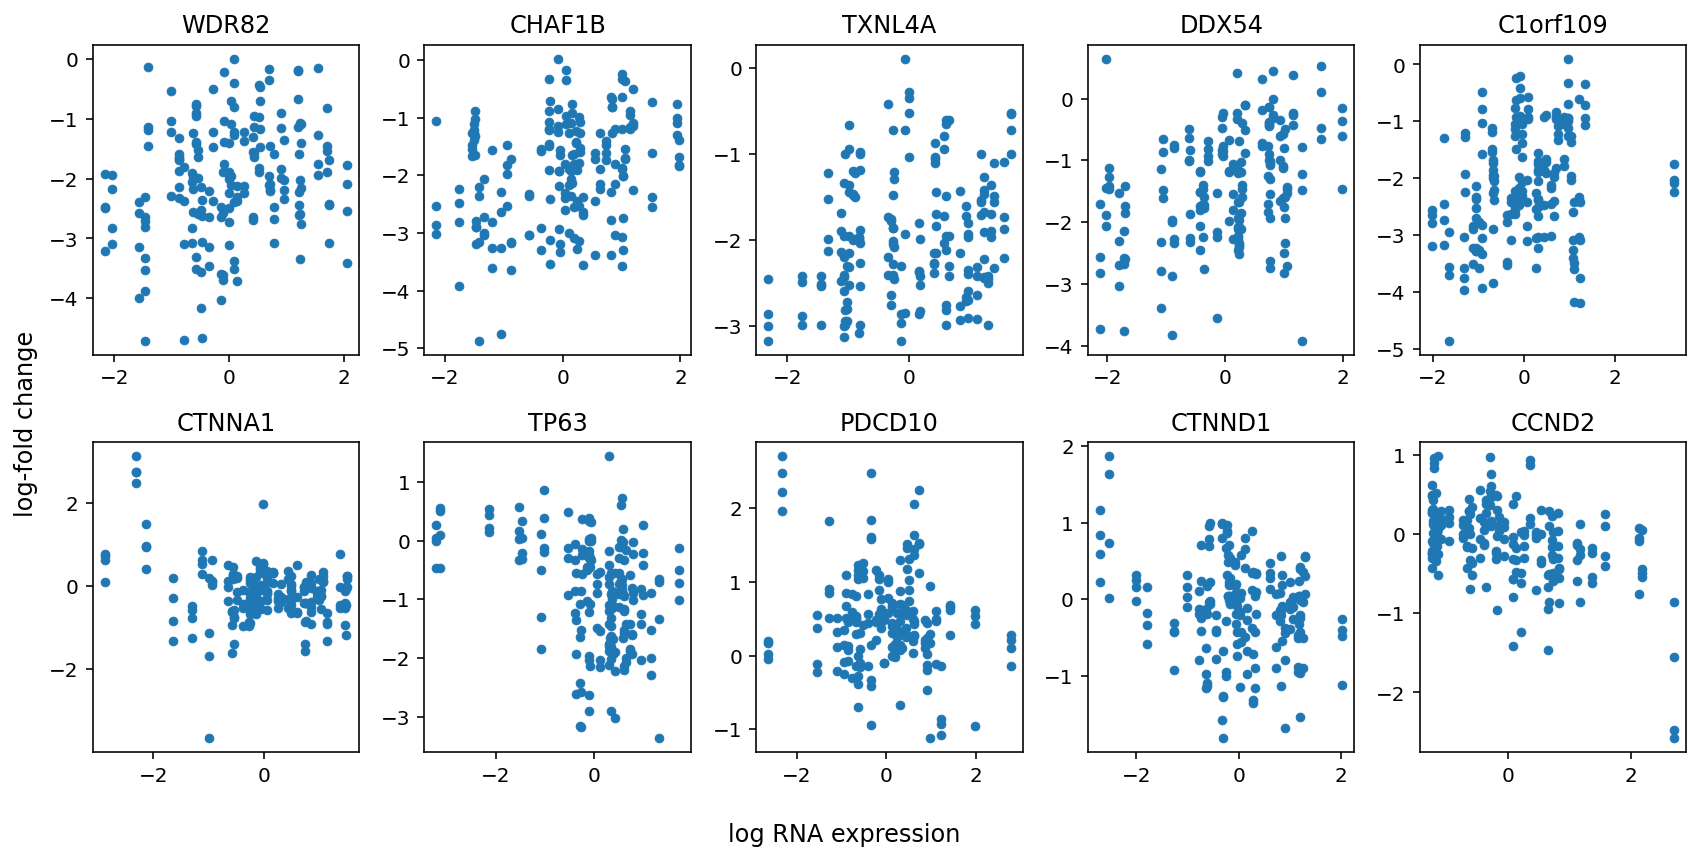 WDR82 CHAF1B TXNL4A DDX54 C1orf109
0 −1 −2 −3 −4
−2 0 2
0 −1 −2 −3 −4 −5
−2 0 2
0 −1 −2 −3
−2 0
0 −1 −2 −3 −4
−2 0 2
0 −1 −2 −3 −4 −5
−2 0 2
log-fold change
CTNNA1 TP63 PDCD10 CTNND1 CCND2
2 0 −2
−2 0
1 0 −1 −2 −3
−2 0
2 1 0 −1
−2 0 2
2 1 0 −1
−2 0 2
1 0 −1 −2
0 2
log RNA expression